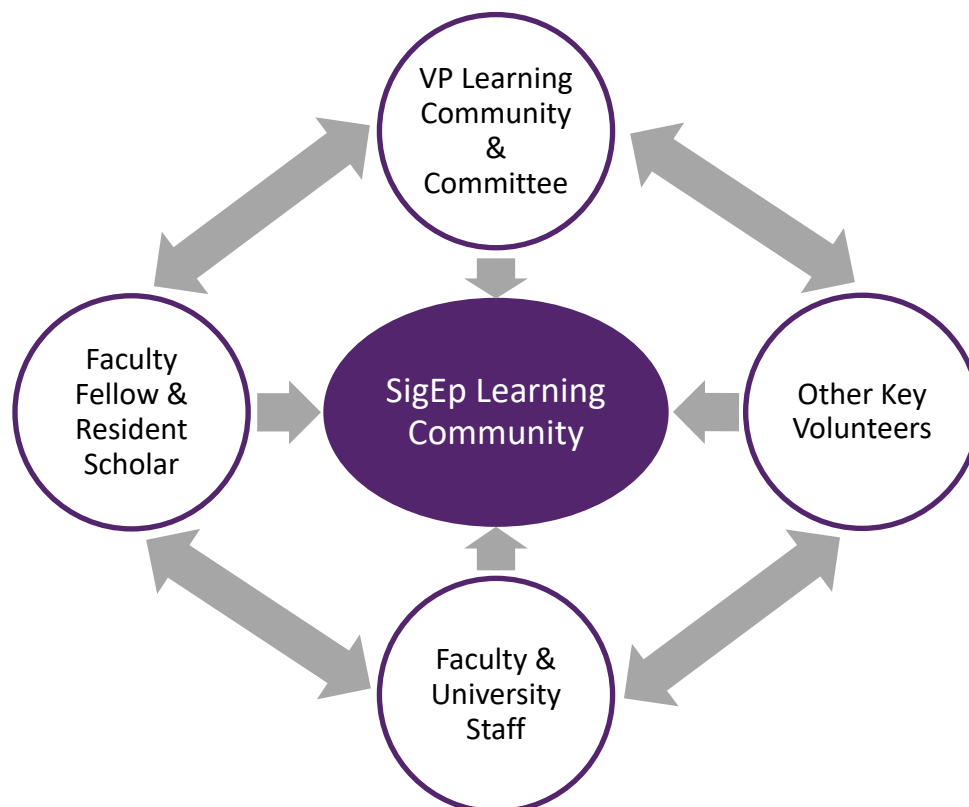 VP Learning
Community
&
Committee
Faculty
Fellow &
Resident
Scholar
SigEp Learning
Community
Other Key
Volunteers
Faculty &
University
Staff